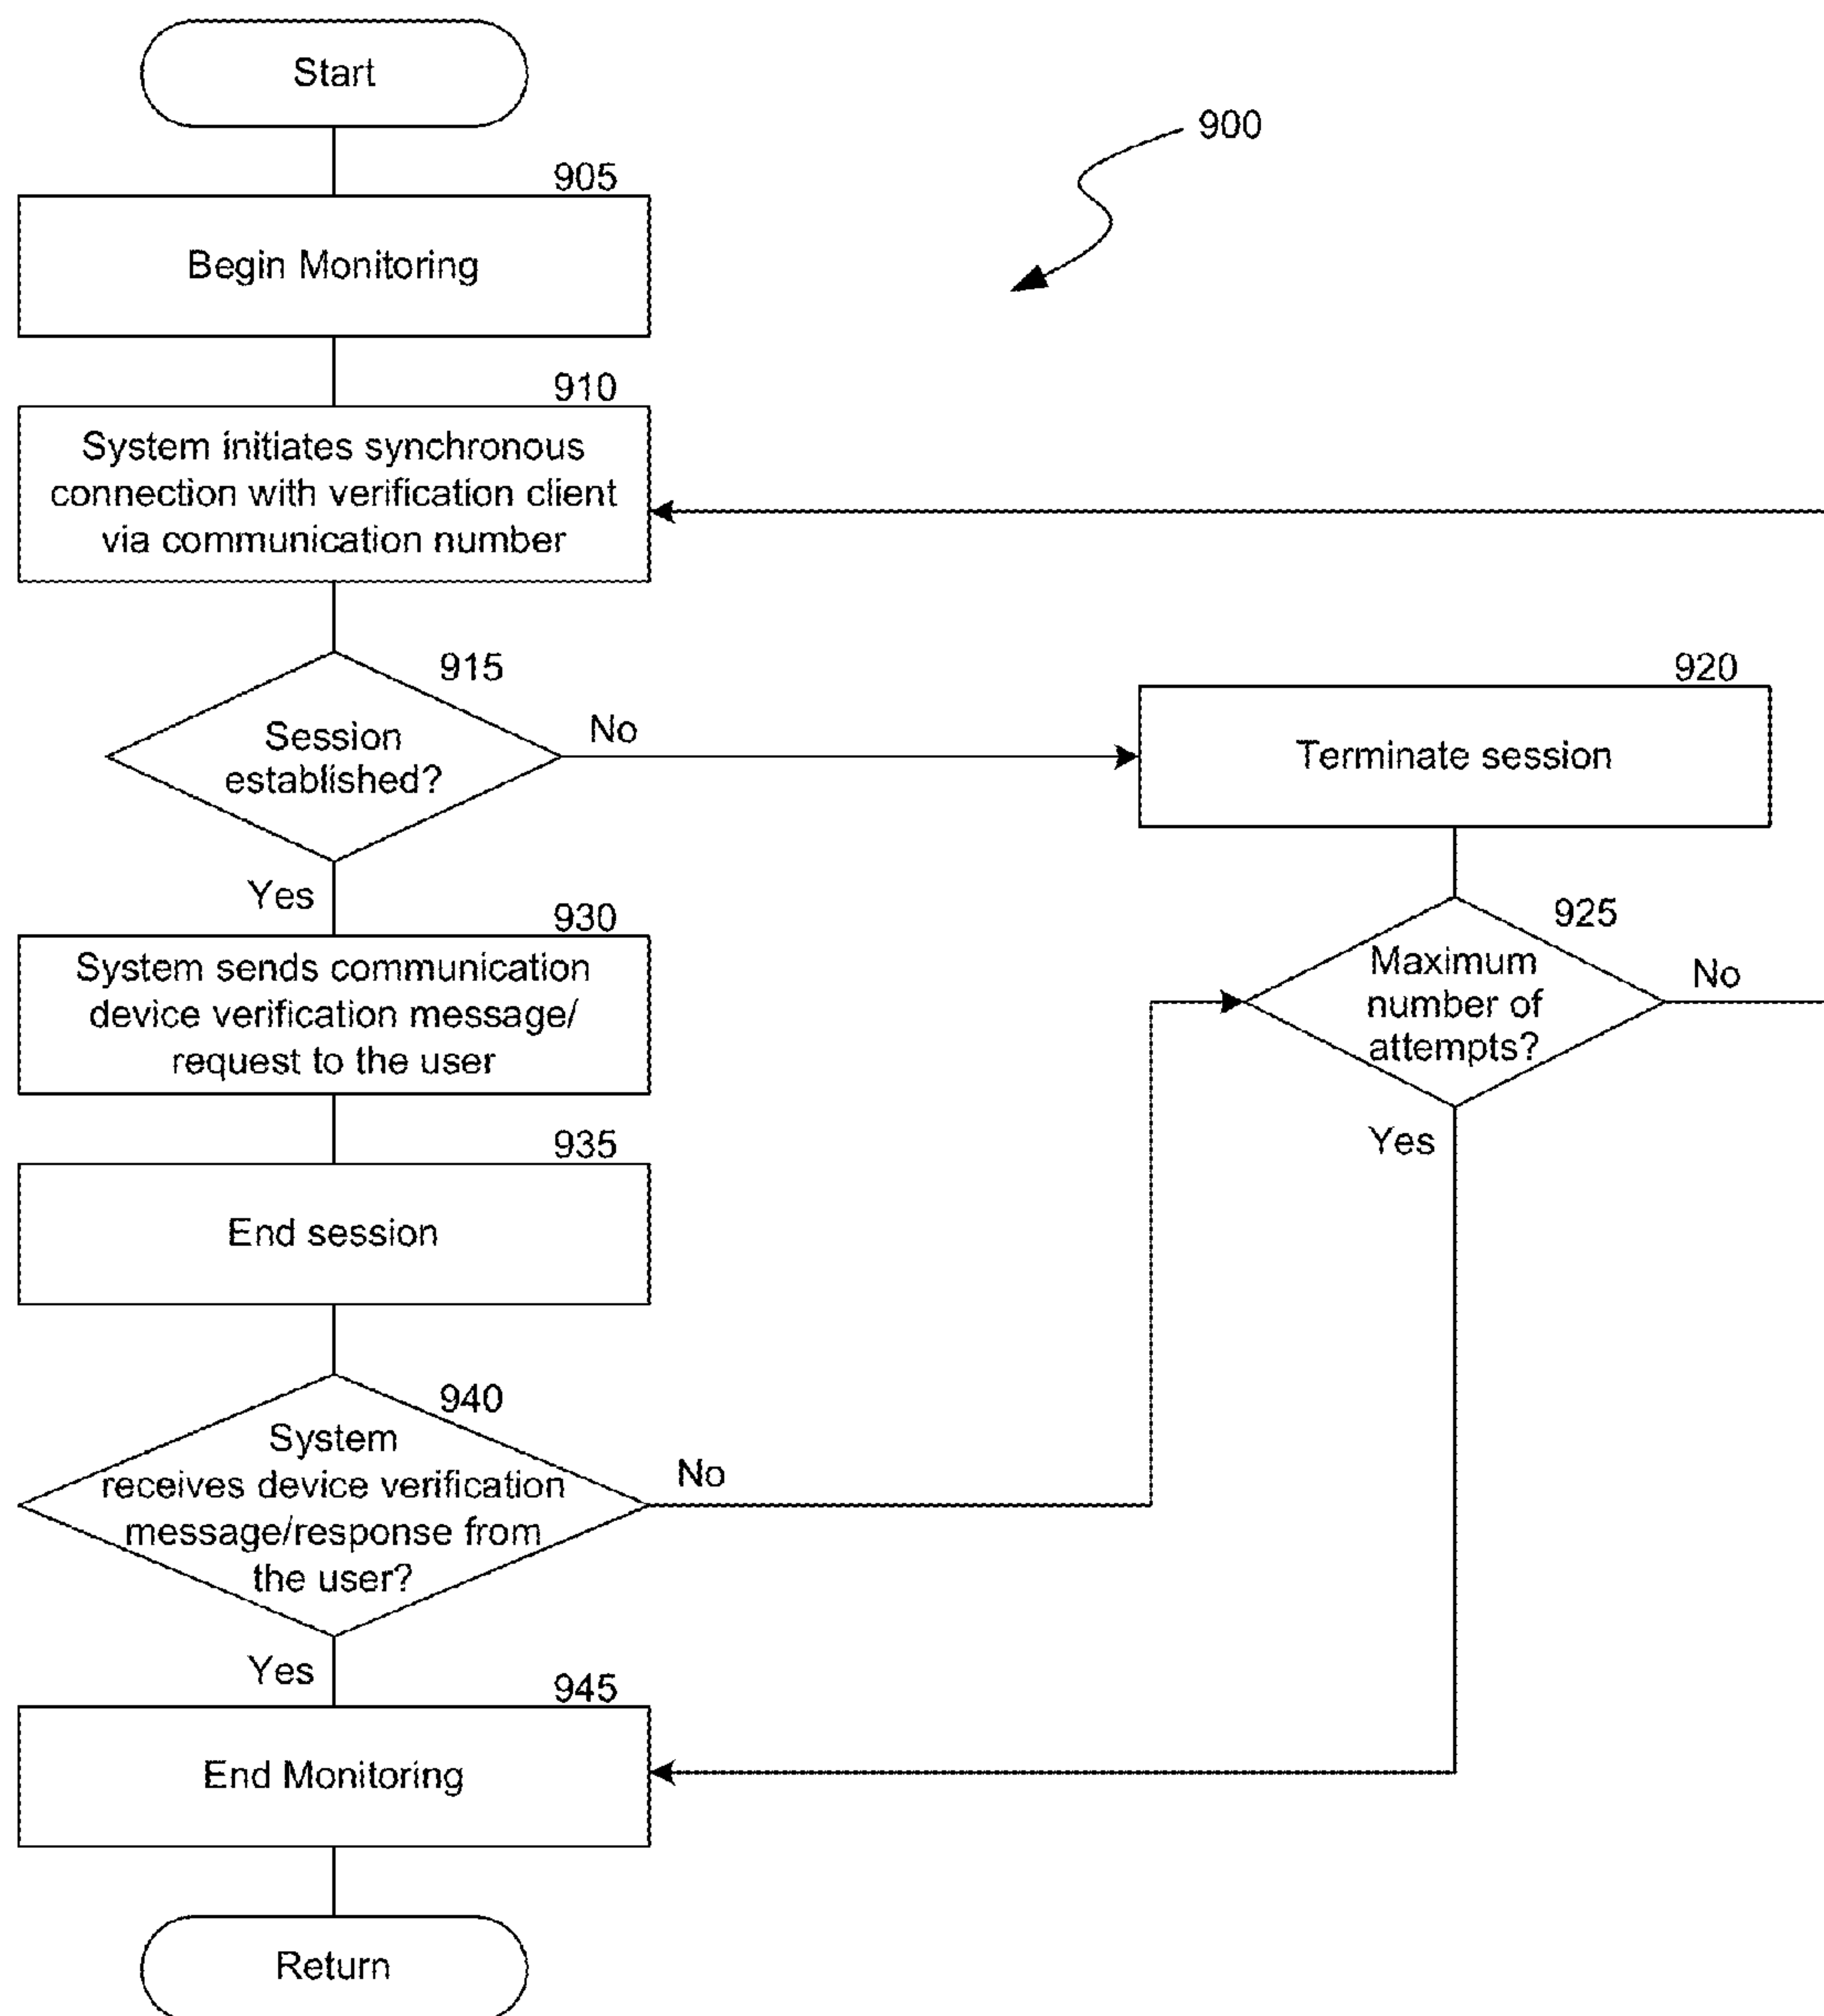 Start
900
905
Begin Monitoring
910
System initiates synchronous
connection with verification client
via communication number
915
Session
established?
No
Yes
920
Terminate session
925
Maximum
number of
attempts?
No
Yes
930
System sends communication
device verification message/
request to the user
935
End session
940
System
receives device verification
message/response from
the user?
No
Yes
945
End Monitoring
Return